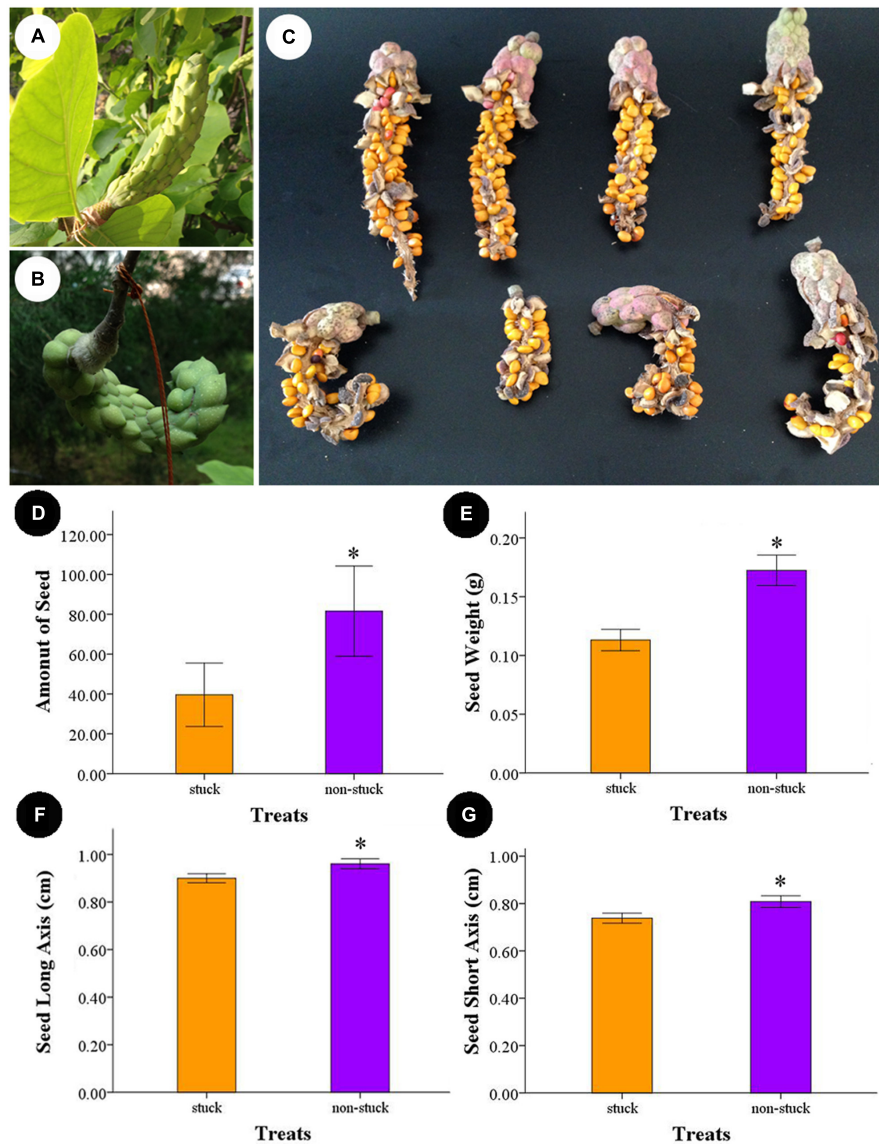 A
B
C
D
Amonut of Seed
120.00
100.00
80.00
60.00
40.00
20.00
0.00
*
stuck
non-stuck
Treats
E
Seed Weight (g)
0.20
0.15
0.10
0.05
0.00
*
stuck
non-stuck
Treats
F
Seed Long Axis (cm)
1.00
0.80
0.60
0.40
0.20
0.00
*
stuck
non-stuck
Treats
G
Seed Short Axis (cm)
1.00
0.80
0.60
0.40
0.20
0.00
*
stuck
non-stuck
Treats